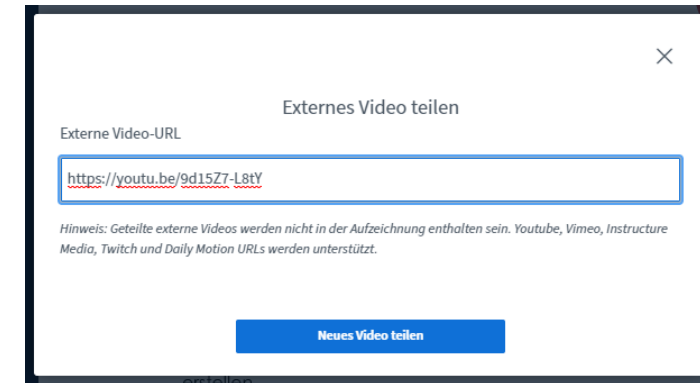 Externes Video teilen
Externe Video-URL
https://youtu.be/9d15Z7-L8tY
Hinweis: Geteilte externe Videos werden nicht in der Aufzeichnung enthalten sein. Youtube, Vimeo, Instructure
Media, Twitch und Daily Motion URLs werden unterstützt.
Neues Video teilen
erstellen